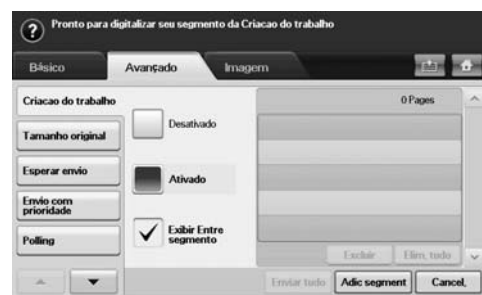 Pronto para digitalizar seu segmento da Criacao do trabalho
Básico
Avançado
Imagem
Criacao do trabalho
0 Pages
Tamanho original
Desativado
Esperar envio
Ativado
Envio com
prioridade
Exibir Entre
segmento
Polling
Excluir
Elim. tudo
Enviar tudo
Adic segment
Cancel.